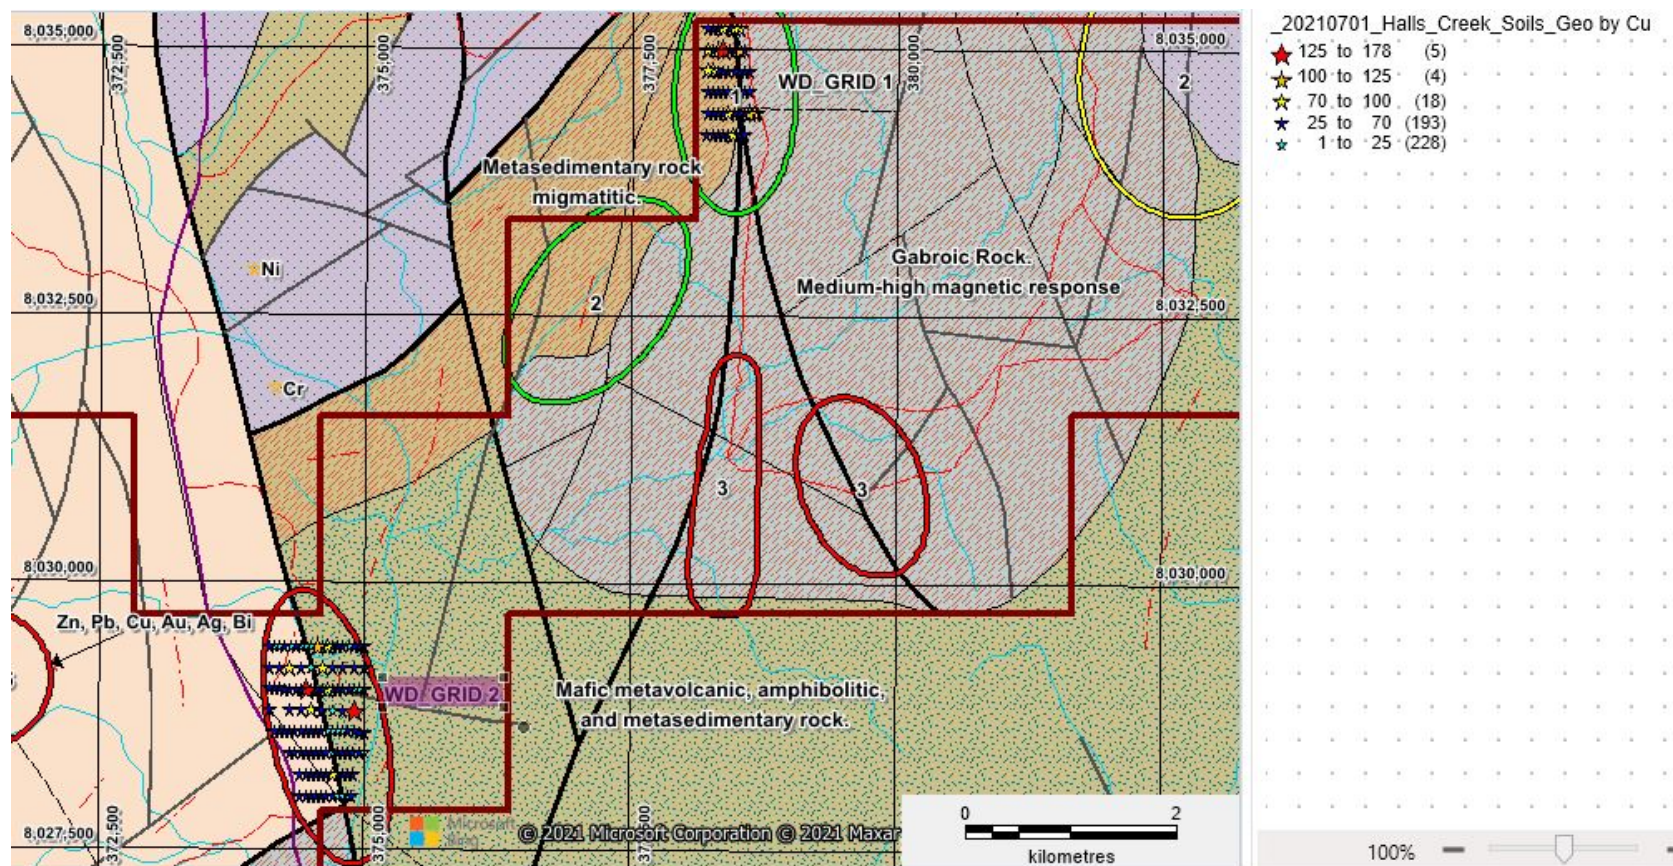 _20210701_Halls_Creek_Soils_Geo by Cu
125 to 178 (5)
100 to 125 (4)
70 to 100 (18)
25 to 70 (193)
1 to 25 (228)
8,035,000
372,500
375,000
377,500
380,000
8,035,000
WD_GRID 1
1
2
Metasedimentary rock
migmatitic.
Ni
Gabroic Rock.
Medium-high magnetic response
8,032,500
2
8,032,500
Cr
3
3
8,030,000
8,030,000
Zn, Pb, Cu, Au, Ag, Bi
WD_GRID 2
Mafic metavolcanic, amphibolitic,
and metasedimentary rock.
8,027,500
372,500
375,000
Microsoft
Bing
© 2021 Microsoft Corporation © 2021 Maxar
0 2
kilometres
100%